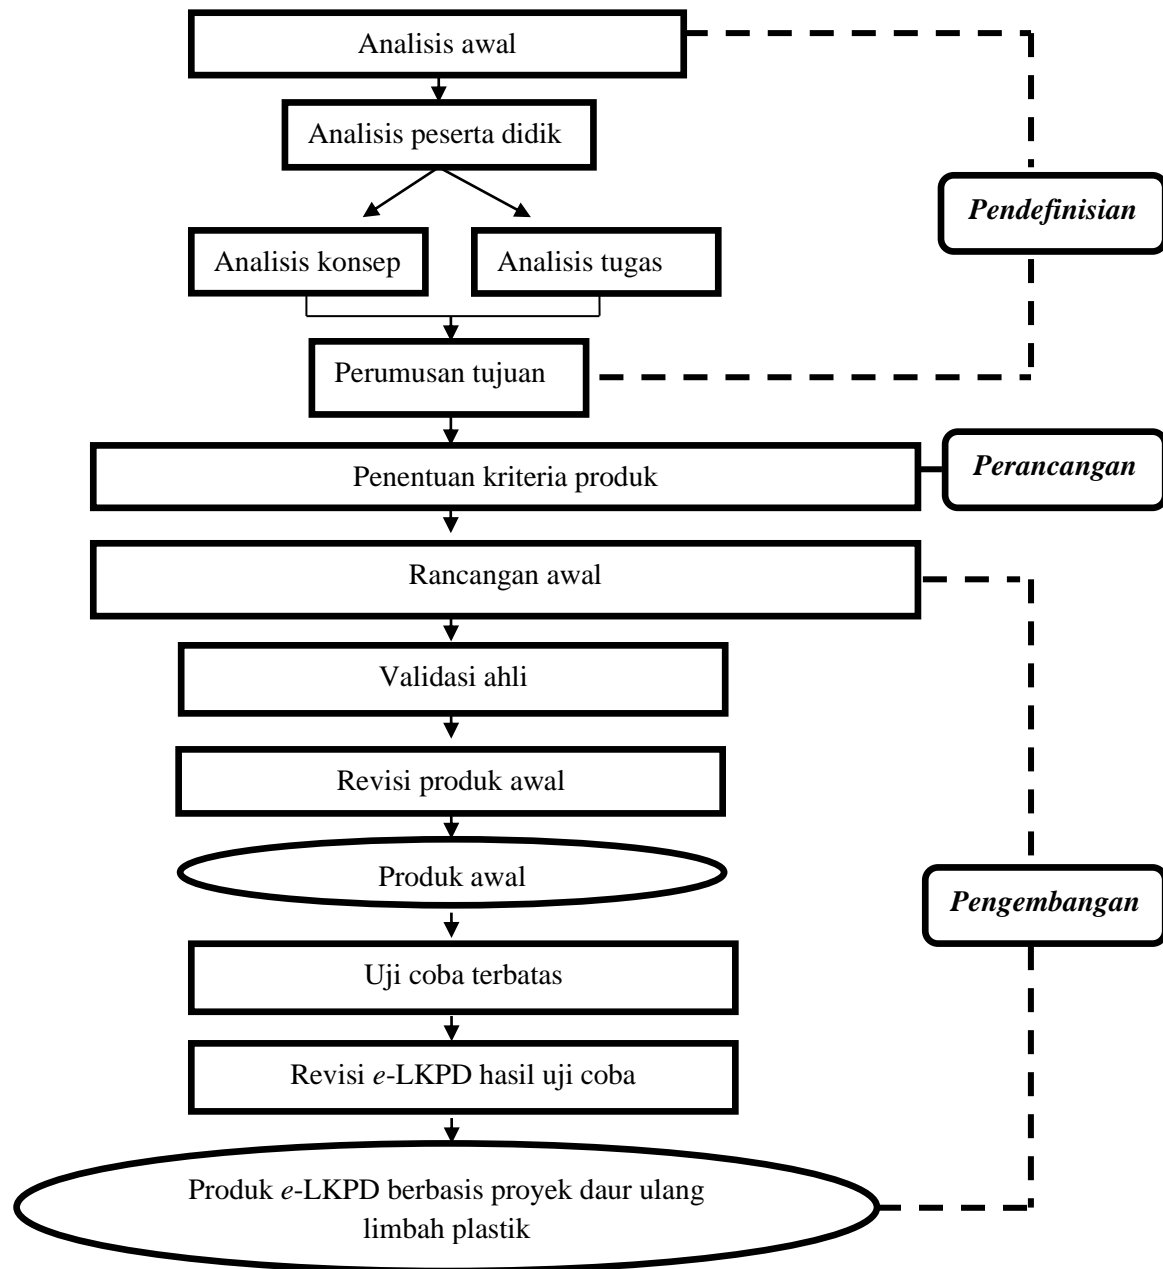 Analisis awal
Analisis peserta didik
Pendefinisian
Analisis konsep
Analisis tugas
Perumusan tujuan
Penentuan kriteria produk
Perancangan
Rancangan awal
Validasi ahli
Revisi produk awal
Produk awal
Pengembangan
Uji coba terbatas
Revisi e-LKPD hasil uji coba
Produk e-LKPD berbasis proyek daur ulang
limbah plastik